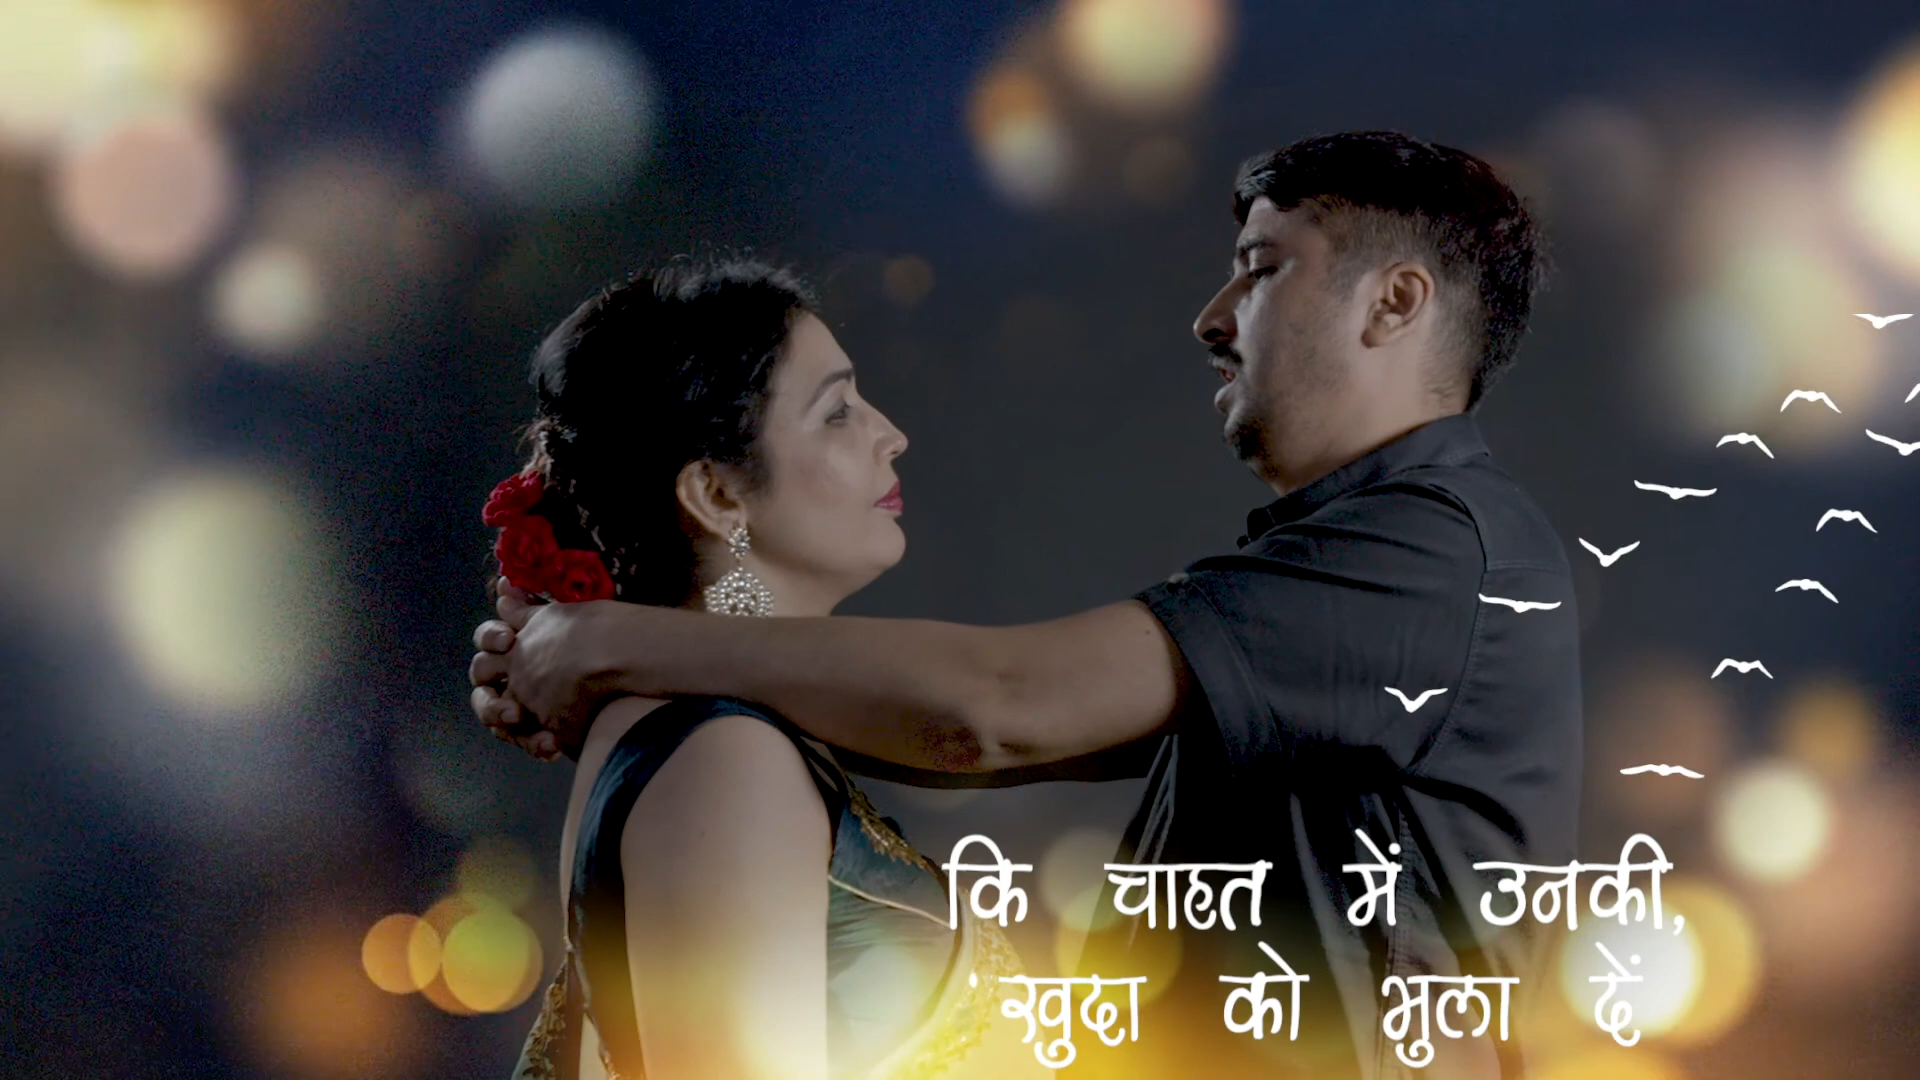 कि चाहत में उनकी,
खुदा को भुला दें